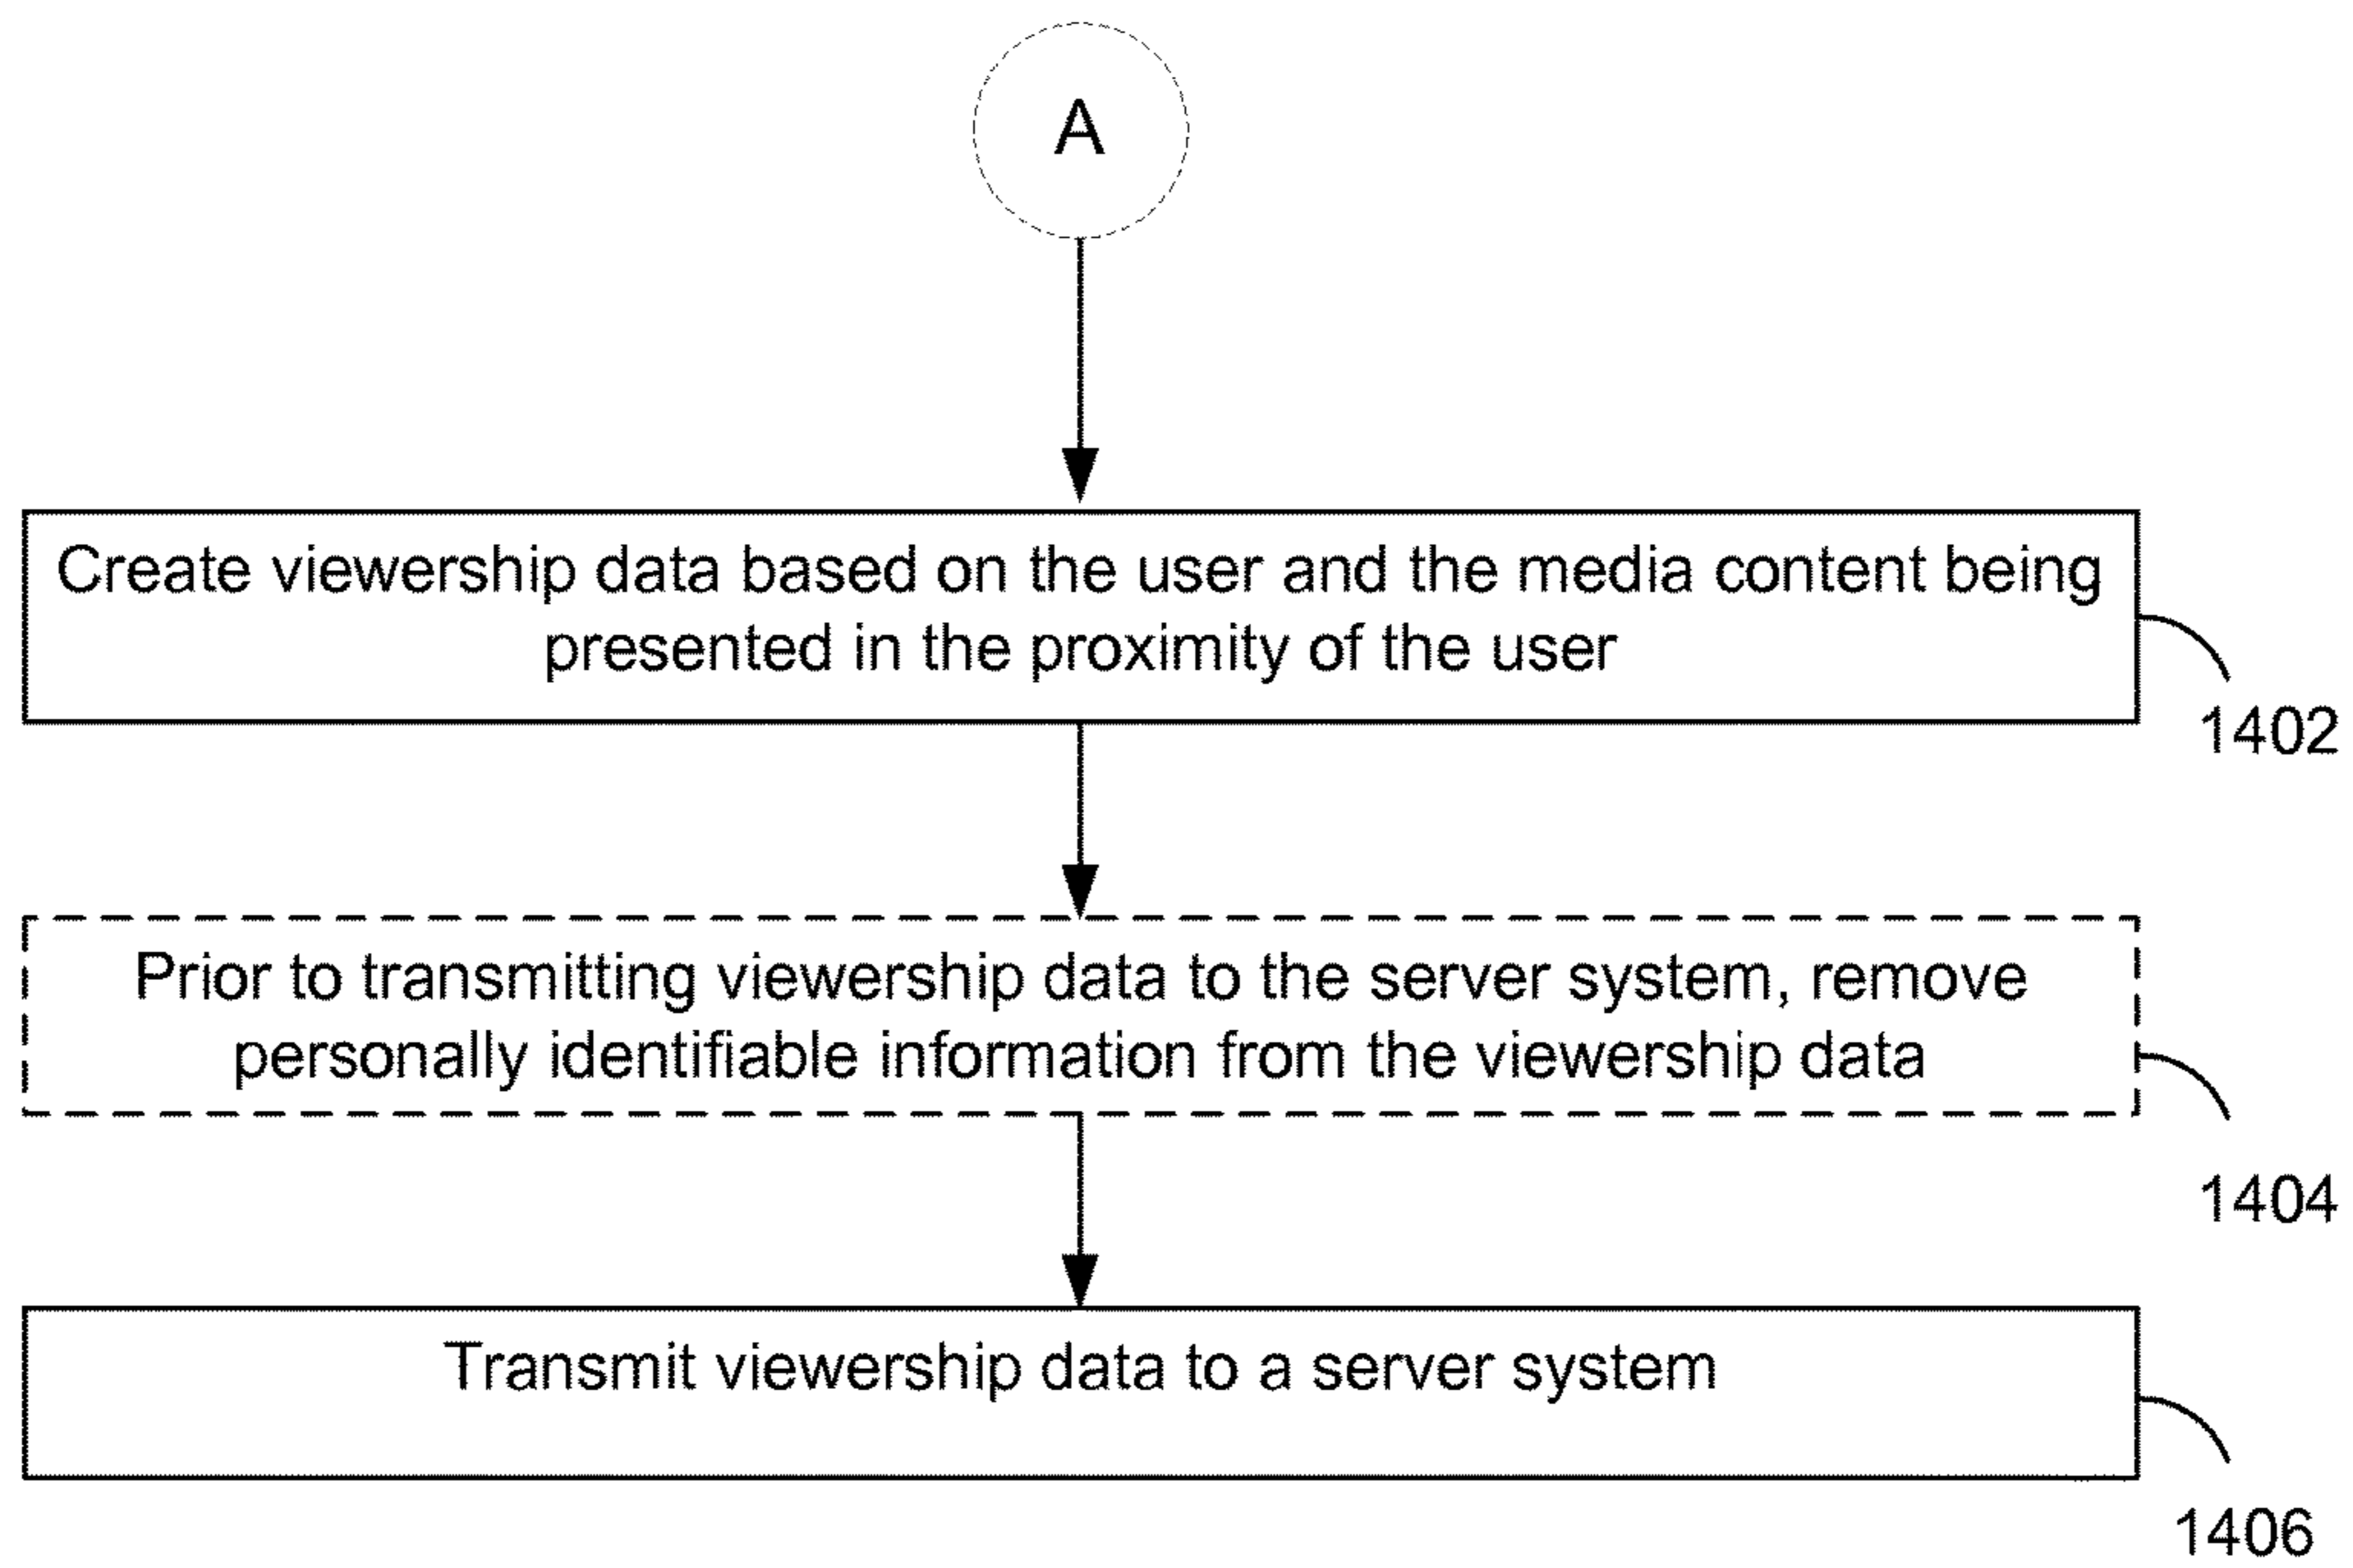 A
Create viewership data based on the user and the media content being
presented in the proximity of the user
1402
Prior to transmitting viewership data to the server system, remove
personally identifiable information from the viewership data
1404
Transmit viewership data to a server system
1406